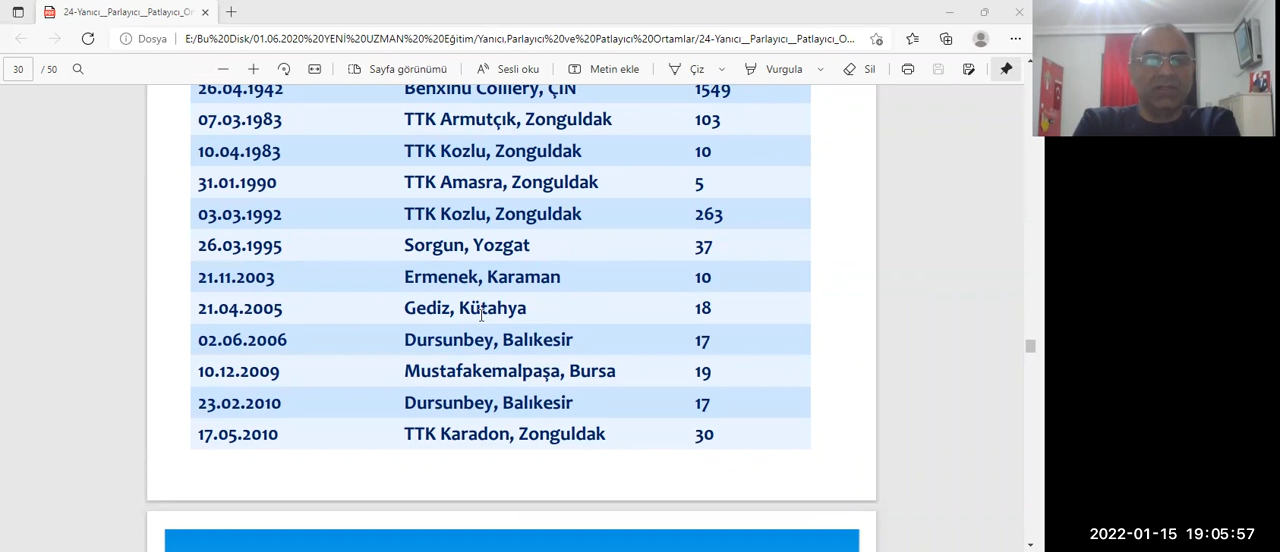 24-Yanıcı__Parlayıcı__Patlayıcı_Or
Dosya E:/Bu%20Disk/01.06.2020%20YENİ%20UZMAN%20%20Eğitim/Yanıcı,Parlayıcı%20ve%20Patlayıcı%20Ortamlar/24-Yanıcı__Parlayıcı__Patlayıcı_O...
30 / 50 Sayfa görünümü Sesli oku Metin ekle Çiz Vurgula Sil
26.04.1942 Benxihu Colliery, ÇİN 1549
07.03.1983 TTK Armutçık, Zonguldak 103
10.04.1983 TTK Kozlu, Zonguldak 10
31.01.1990 TTK Amasra, Zonguldak 5
03.03.1992 TTK Kozlu, Zonguldak 263
26.03.1995 Sorgun, Yozgat 37
21.11.2003 Ermenek, Karaman 10
21.04.2005 Gediz, Kütahya 18
02.06.2006 Dursunbey, Balıkesir 17
10.12.2009 Mustafakemalpaşa, Bursa 19
23.02.2010 Dursunbey, Balıkesir 17
17.05.2010 TTK Karadon, Zonguldak 30
2022-01-15 19:05:57